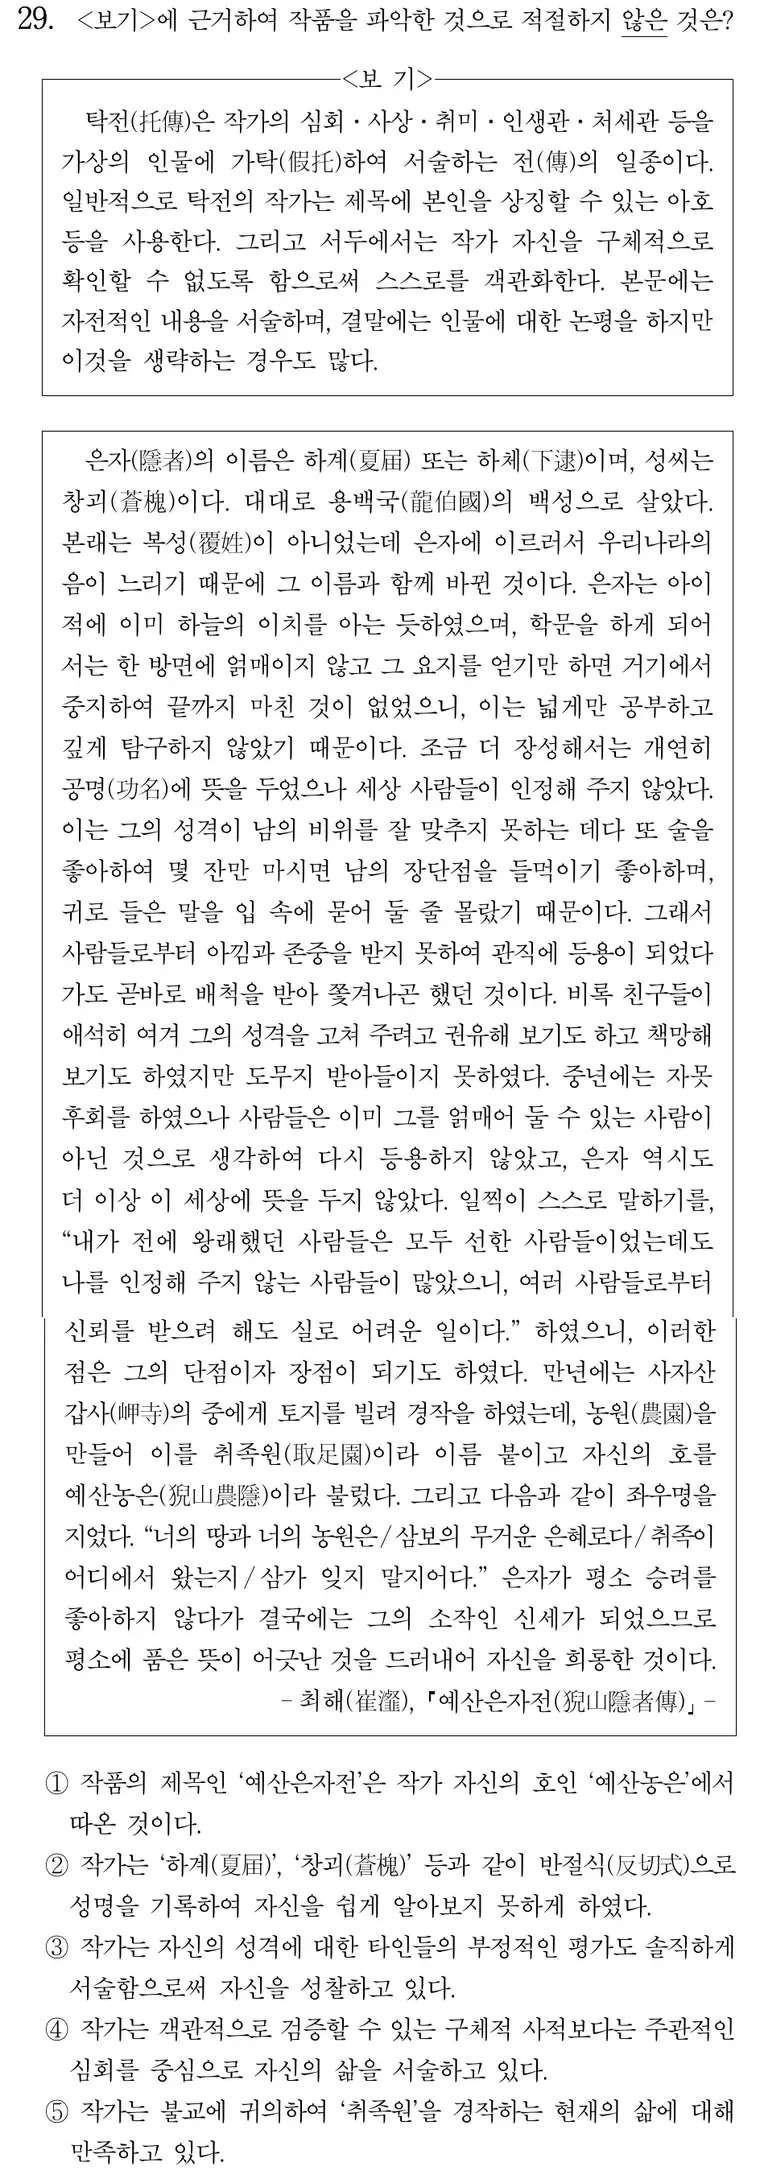 29. <보기>에 근거하여 작품을 파악한 것으로 적절하지 않은 것은?
<보 기>
탁전(托傳)은 작가의 심회·사상·취미·인생관·처세관 등을
가상의 인물에 가탁(假托)하여 서술하는 전(傳)의 일종이다.
일반적으로 탁전의 작가는 제목에 본인을 상징할 수 있는 아호
등을 사용한다. 그리고 서두에서는 작가 자신을 구체적으로
확인할 수 없도록 함으로써 스스로를 객관화한다. 본문에는
자전적인 내용을 서술하며, 결말에는 인물에 대한 논평을 하지만
이것을 생략하는 경우도 많다.
은자(隱者)의 이름은 하계(夏届) 또는 하체(下逮)이며, 성씨는
창괴(蒼槐)이다. 대대로 용백국(龍伯國)의 백성으로 살았다.
본래는 복성(覆姓)이 아니었는데 은자에 이르러서 우리나라의
음이 느리기 때문에 그 이름과 함께 바뀐 것이다. 은자는 아이
적에 이미 하늘의 이치를 아는 듯하였으며, 학문을 하게 되어
서는 한 방면에 얽매이지 않고 그 요지를 얻기만 하면 거기에서
중지하여 끝까지 마친 것이 없었으니, 이는 넓게만 공부하고
깊게 탐구하지 않았기 때문이다. 조금 더 장성해서는 개연히
공명(功名)에 뜻을 두었으나 세상 사람들이 인정해 주지 않았다.
이는 그의 성격이 남의 비위를 잘 맞추지 못하는 데다 또 술을
좋아하여 몇 잔만 마시면 남의 장단점을 들먹이기 좋아하며,
귀로 들은 말을 입 속에 묻어 둘 줄 몰랐기 때문이다. 그래서
사람들로부터 아낌과 존중을 받지 못하여 관직에 등용이 되었다
가도 곧바로 배척을 받아 쫓겨나곤 했던 것이다. 비록 친구들이
애석히 여겨 그의 성격을 고쳐 주려고 권유해 보기도 하고 책망해
보기도 하였지만 도무지 받아들이지 못하였다. 중년에는 자못
후회를 하였으나 사람들은 이미 그를 얽매어 둘 수 있는 사람이
아닌 것으로 생각하여 다시 등용하지 않았고, 은자 역시도
더 이상 이 세상에 뜻을 두지 않았다. 일찍이 스스로 말하기를,
“내가 전에 왕래했던 사람들은 모두 선한 사람들이었는데도
나를 인정해 주지 않는 사람들이 많았으니, 여러 사람들로부터
신뢰를 받으려 해도 실로 어려운 일이다.” 하였으니, 이러한
점은 그의 단점이자 장점이 되기도 하였다. 만년에는 사자산
갑사(岬寺)의 중에게 토지를 빌려 경작을 하였는데, 농원(農園)을
만들어 이를 취족원(取足園)이라 이름 붙이고 자신의 호를
예산농은(猊山農隱)이라 불렀다. 그리고 다음과 같이 좌우명을
지었다. “너의 땅과 너의 농원은/삼보의 무거운 은혜로다/취족이
어디에서 왔는지/삼가 잊지 말지어다.” 은자가 평소 승려를
좋아하지 않다가 결국에는 그의 소작인 신세가 되었으므로
평소에 품은 뜻이 어긋난 것을 드러내어 자신을 희롱한 것이다.
- 최해(崔瀣), 「예산은자전(猊山隱者傳)」 -
① 작품의 제목인 ‘예산은자전’은 작가 자신의 호인 ‘예산농은’에서
따온 것이다.
② 작가는 ‘하계(夏届)’, ‘창괴(蒼槐)’ 등과 같이 반절식(反切式)으로
성명을 기록하여 자신을 쉽게 알아보지 못하게 하였다.
③ 작가는 자신의 성격에 대한 타인들의 부정적인 평가도 솔직하게
서술함으로써 자신을 성찰하고 있다.
④ 작가는 객관적으로 검증할 수 있는 구체적 사적보다는 주관적인
심회를 중심으로 자신의 삶을 서술하고 있다.
⑤ 작가는 불교에 귀의하여 ‘취족원’을 경작하는 현재의 삶에 대해
만족하고 있다.